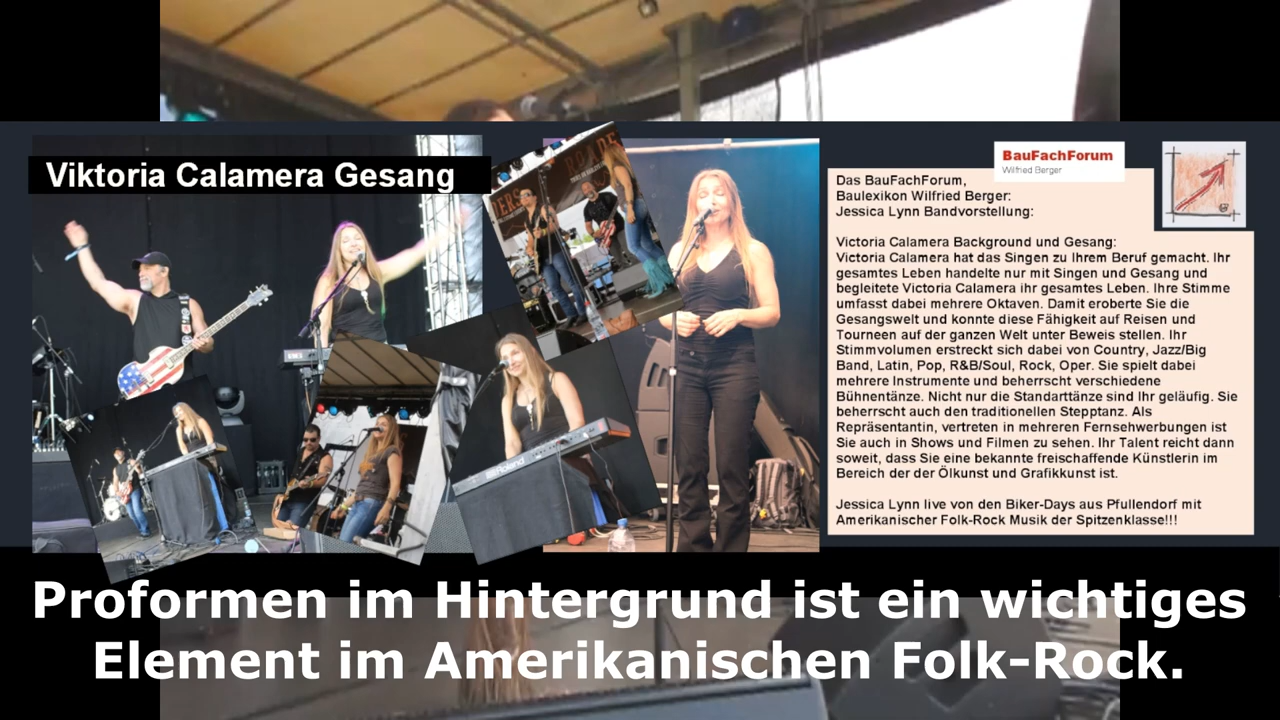 Viktoria Calamera Gesang
BauFachForum
Wilfried Berger
Das BauFachForum,
Baulexikon Wilfried Berger:
Jessica Lynn Bandvorstellung:
Victoria Calamera Background und Gesang:
Victoria Calamera hat das Singen zu Ihrem Beruf gemacht. Ihr
gesamtes Leben handelte nur mit Singen und Gesang und
begleitete Victoria Calamera ihr gesamtes Leben. Ihre Stimme
umfasst dabei mehrere Oktaven. Damit eroberte Sie die
Gesangswelt und konnte diese Fähigkeit auf Reisen und
Tourneen auf der ganzen Welt unter Beweis stellen. Ihr
Stimmvolumen erstreckt sich dabei von Country, Jazz/Big
Band, Latin, Pop, R&B/Soul, Rock, Oper. Sie spielt dabei
mehrere Instrumente und beherrscht verschiedene
Bühnentänze. Nicht nur die Standarttänze sind Ihr geläufig. Sie
beherrscht auch den traditionellen Stepptanz. Als
Repräsentantin, vertreten in mehreren Fernsehwerbungen ist
Sie auch in Shows und Filmen zu sehen. Ihr Talent reicht dann
soweit, dass Sie eine bekannte freischaffende Künstlerin im
Bereich der der Ölkunst und Grafikkunst ist.
Jessica Lynn live von den Biker-Days aus Pfullendorf mit
Amerikanischer Folk-Rock Musik der Spitzenklasse!!!
Roland
Proformen im Hintergrund ist ein wichtiges
Element im Amerikanischen Folk-Rock.